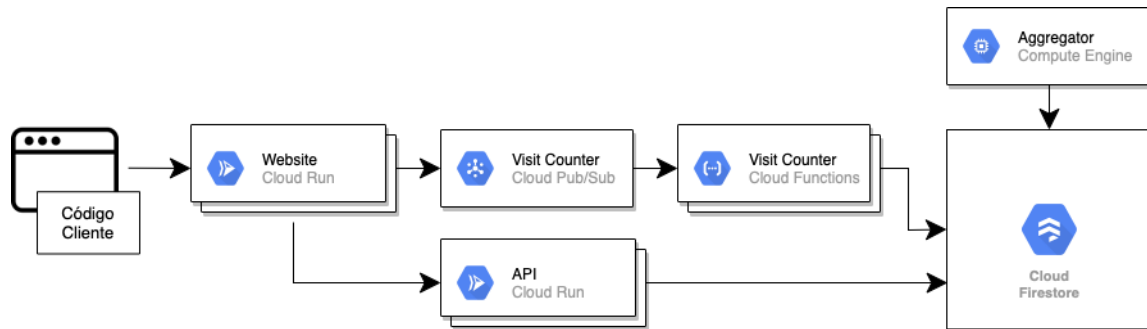 Aggregator
Compute Engine
Código
Cliente
Website
Cloud Run
Visit Counter
Cloud Pub/Sub
Visit Counter
Cloud Functions
API
Cloud Run
Cloud
Firestore